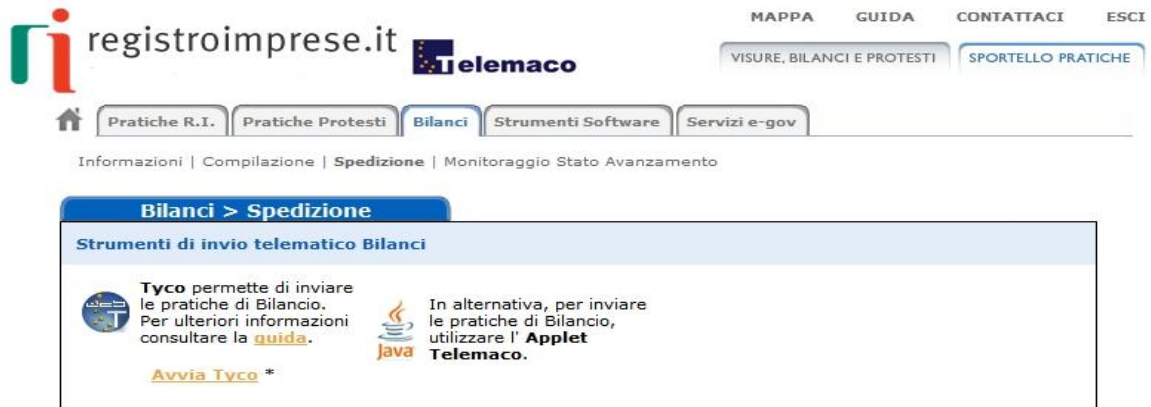 MAPPA GUIDA CONTATTACI ESCI
registroimprese.it Telemaco
VISURE, BILANCI E PROTESTI SPORTELLO PRATICHE
Pratiche R.I. Pratiche Protesti Bilanci Strumenti Software Servizi e-gov
Informazioni | Compilazione | Spedizione | Monitoraggio Stato Avanzamento
Bilanci > Spedizione
Strumenti di invio telematico Bilanci
Tyco permette di inviare
le pratiche di Bilancio.
Per ulteriori informazioni
consultare la guida.
Avvia Tyco *
In alternativa, per inviare
le pratiche di Bilancio,
utilizzare l' Applet
Telemaco.
Java